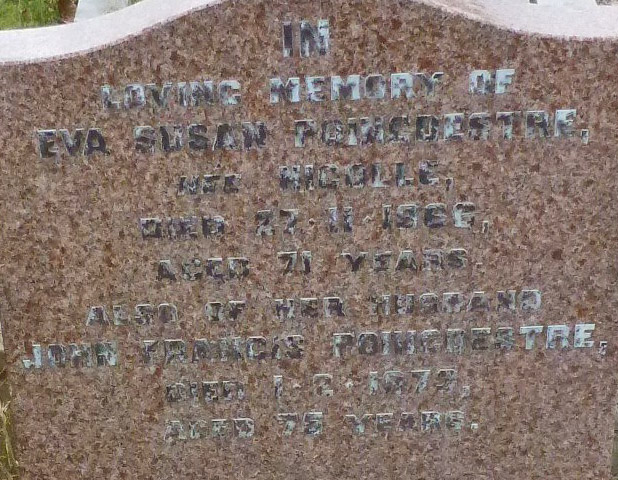 IN
LOVING MEMORY OF
EVA SUSAN POINGDESTRE,
NÉE NICOLLE,
DIED 27·11·1966,
AGED 71 YEARS.
ALSO OF HER HUSBAND
JOHN FRANCIS POINGDESTRE,
DIED 1·2·1973,
AGED 75 YEARS.